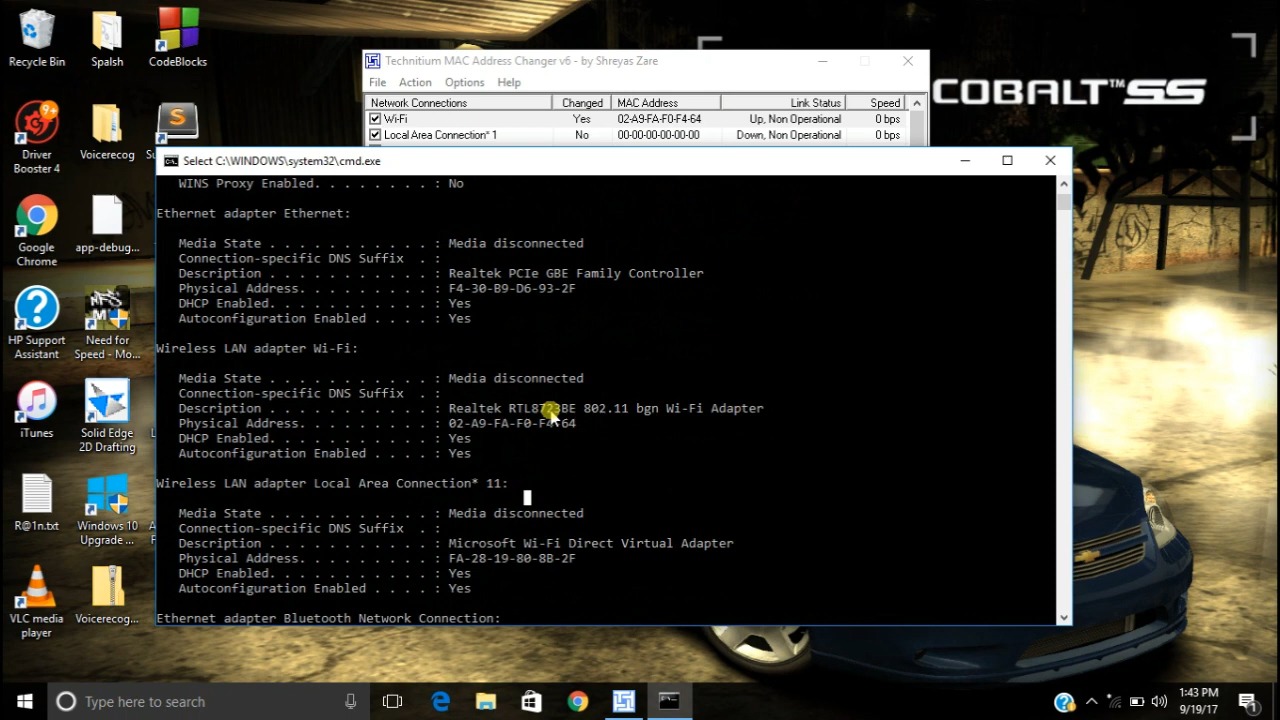 Recycle Bin
Spalsh
CodeBlocks
Driver
Booster 4
Voicerecog
Google
Chrome
app-debug...
HP Support
Assistant
Need for
Speed - Mo...
iTunes
Solid Edge
2D Drafting
R@1n.txt
Windows 10
Upgrade ...
VLC media
player
Voicerecog...
COBALT™SS
Technitium MAC Address Changer v6 - by Shreyas Zare
File Action Options Help
Network Connections Changed MAC Address Link Status Speed
Wi-Fi Yes 02-A9-FA-F0-F4-64 Up, Non Operational 0 bps
Local Area Connection* 1 No 00-00-00-00-00-00 Down, Non Operational 0 bps
Select C:\WINDOWS\system32\cmd.exe
WINS Proxy Enabled. . . . . . . . : No
Ethernet adapter Ethernet:
Media State . . . . . . . . . . . : Media disconnected
Connection-specific DNS Suffix . :
Description . . . . . . . . . . . : Realtek PCIe GBE Family Controller
Physical Address. . . . . . . . . : F4-30-B9-D6-93-2F
DHCP Enabled. . . . . . . . . . . : Yes
Autoconfiguration Enabled . . . . : Yes
Wireless LAN adapter Wi-Fi:
Media State . . . . . . . . . . . : Media disconnected
Connection-specific DNS Suffix . :
Description . . . . . . . . . . . : Realtek RTL8723BE 802.11 bgn Wi-Fi Adapter
Physical Address. . . . . . . . . : 02-A9-FA-F0-F4-64
DHCP Enabled. . . . . . . . . . . : Yes
Autoconfiguration Enabled . . . . : Yes
Wireless LAN adapter Local Area Connection* 11:
Media State . . . . . . . . . . . : Media disconnected
Connection-specific DNS Suffix . :
Description . . . . . . . . . . . : Microsoft Wi-Fi Direct Virtual Adapter
Physical Address. . . . . . . . . : FA-28-19-80-8B-2F
DHCP Enabled. . . . . . . . . . . : Yes
Autoconfiguration Enabled . . . . : Yes
Ethernet adapter Bluetooth Network Connection:
Type here to search
1:43 PM
9/19/17